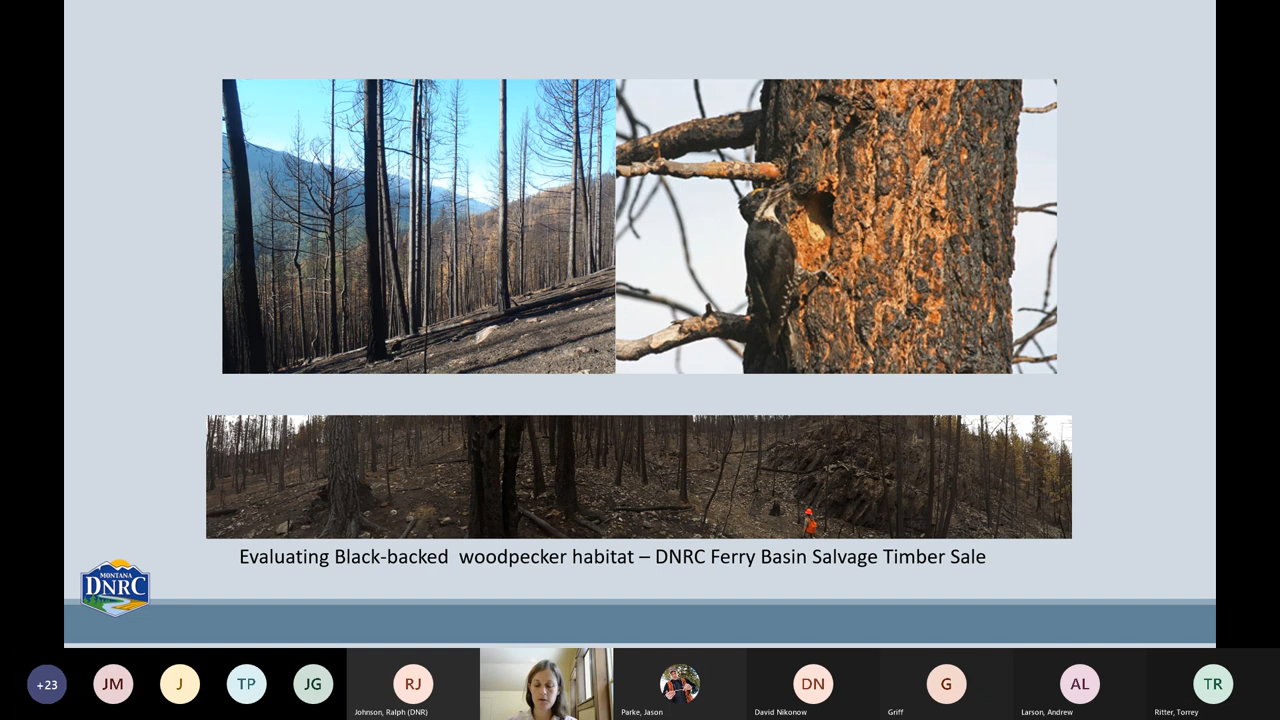 Evaluating Black-backed  woodpecker habitat – DNRC Ferry Basin Salvage Timber Sale
MONTANA
DNRC
+23
JM
J
TP
JG
RJ
DN
G
AL
TR
Johnson, Ralph (DNR)
Parke, Jason
David Nikonow
Griff
Larson, Andrew
Ritter, Torrey